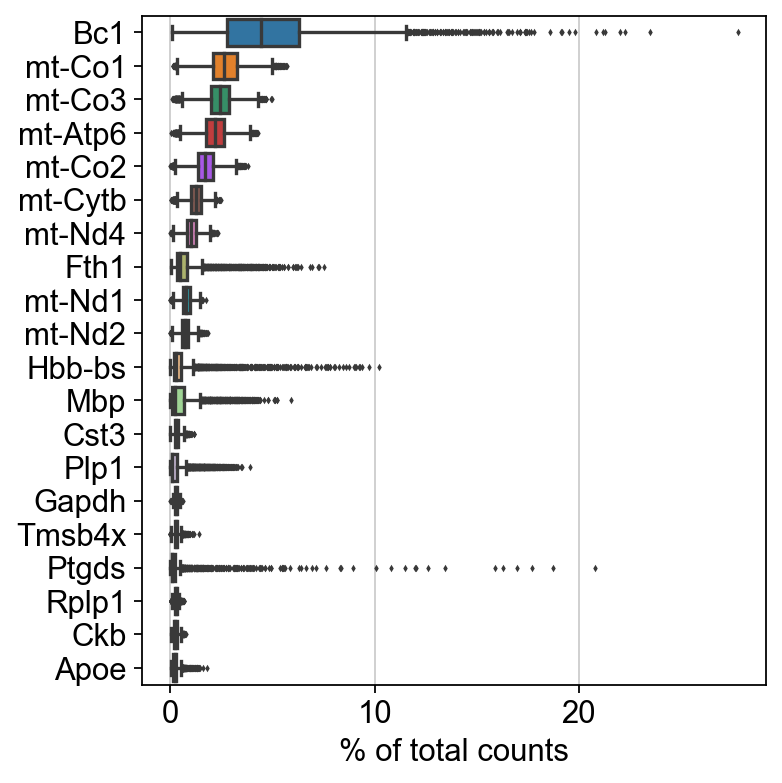 Bc1
mt-Co1
mt-Co3
mt-Atp6
mt-Co2
mt-Cytb
mt-Nd4
Fth1
mt-Nd1
mt-Nd2
Hbb-bs
Mbp
Cst3
Plp1
Gapdh
Tmsb4x
Ptgds
Rplp1
Ckb
Apoe
0 10 20
% of total counts